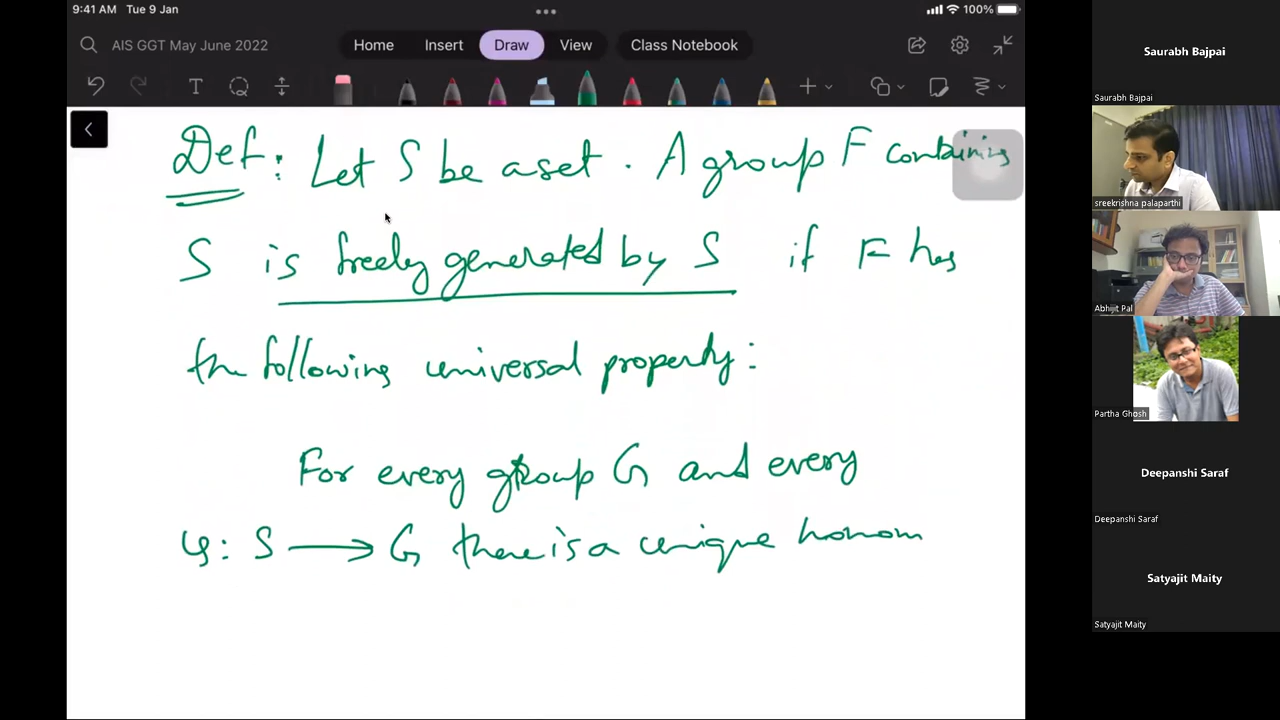 9:41 AM Tue 9 Jan
100%
AIS GGT May June 2022
Home Insert Draw View Class Notebook
Def: Let S be a set. A group F containing
S is freely generated by S if F has
the following universal property:
For every group G and every
φ: S → G there is a unique homom
Saurabh Bajpai
Saurabh Bajpai
sreekrishna palaparthi
Abhijit Pal
Partha Ghosh
Deepanshi Saraf
Deepanshi Saraf
Satyajit Maity
Satyajit Maity